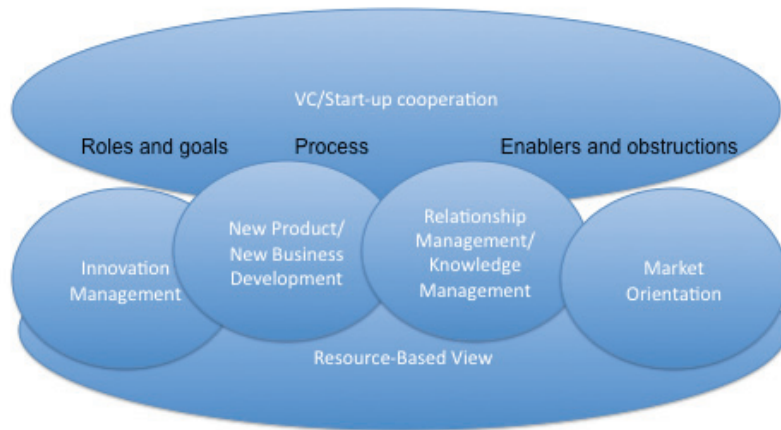 VC/Start-up cooperation
Roles and goals
Process
Enablers and obstructions
Innovation
Management
New Product/
New Business
Development
Relationship
Management/
Knowledge
Management
Market
Orientation
Resource-Based View